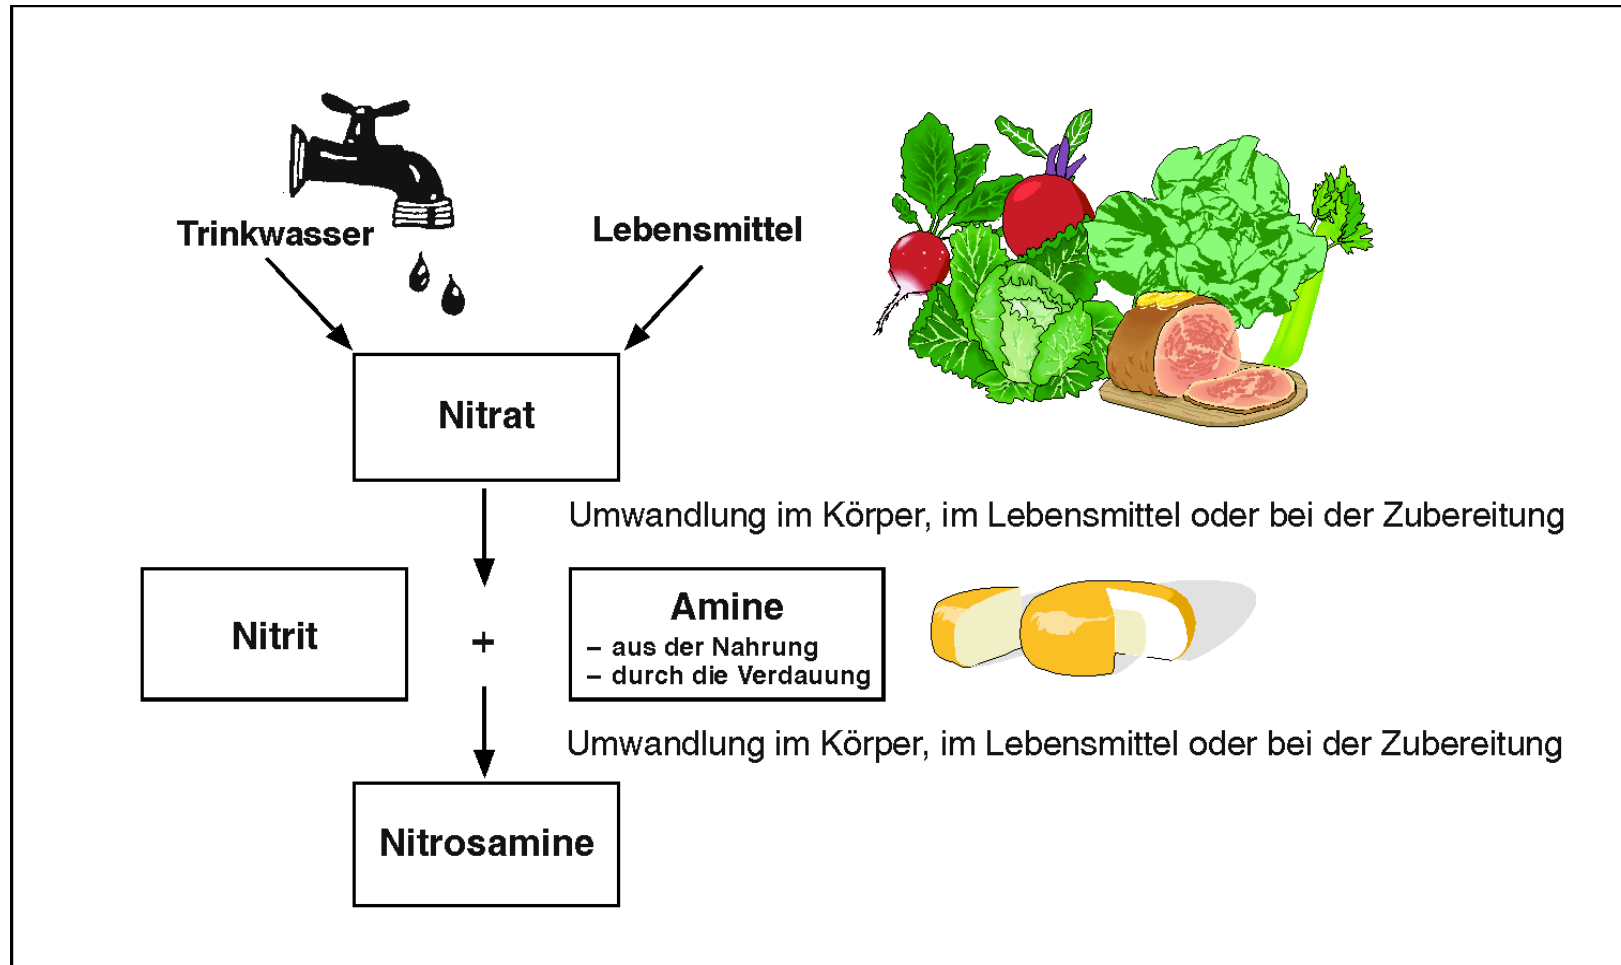 Trinkwasser
Lebensmittel
Nitrat
Umwandlung im Körper, im Lebensmittel oder bei der Zubereitung
Nitrit
+
Amine
– aus der Nahrung
– durch die Verdauung
Umwandlung im Körper, im Lebensmittel oder bei der Zubereitung
Nitrosamine